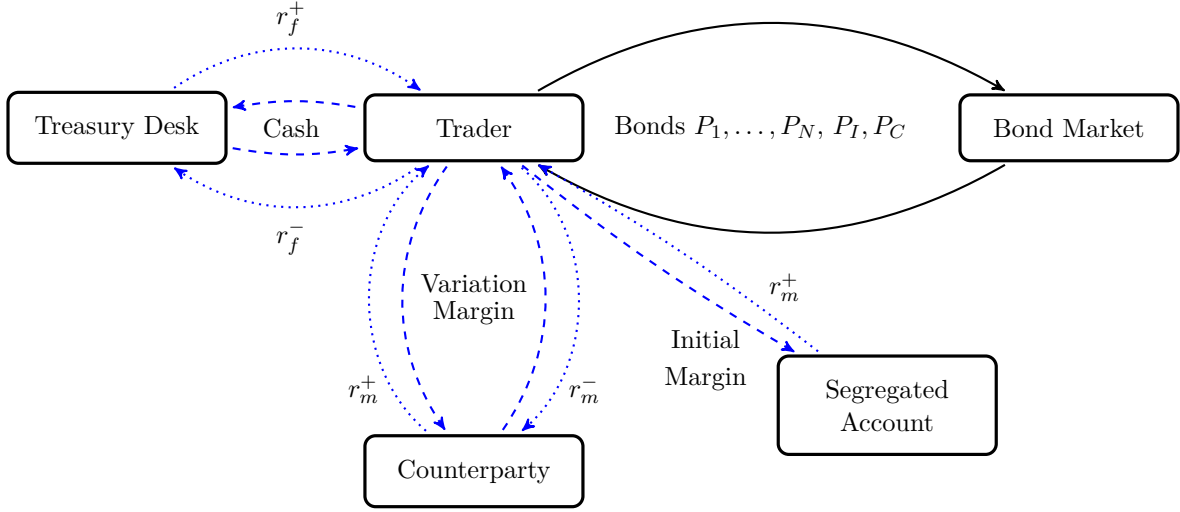 $r_f^+$
Treasury Desk
Cash
Trader
Bonds $P_1, \ldots, P_N, P_I, P_C$
Bond Market
$r_f^-$
Variation
Margin
$r_m^+$
Initial
Margin
$r_m^+$
$r_m^-$
Segregated
Account
Counterparty